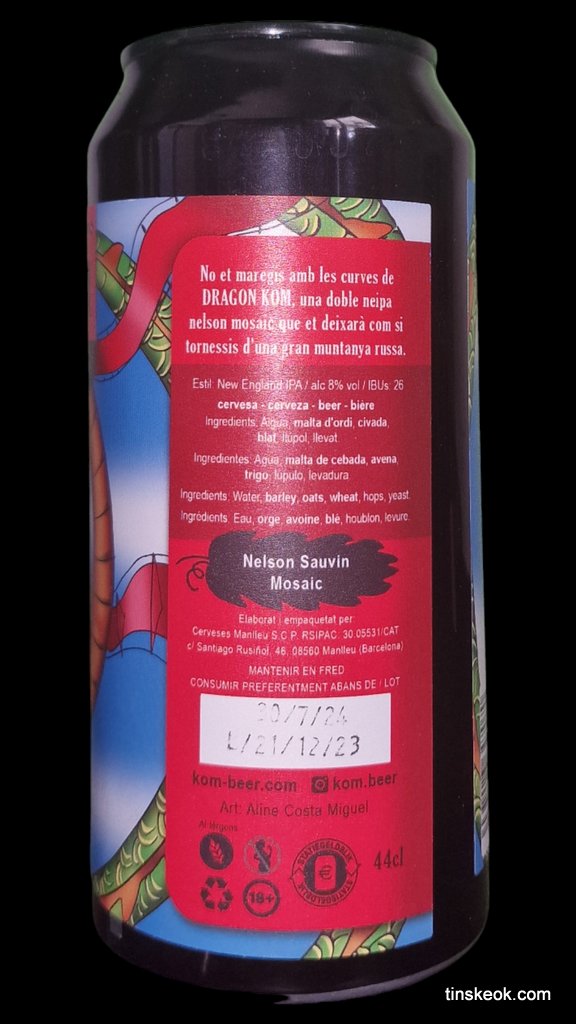 No et maregis amb les curves de
DRAGON KOM, una doble neipa
nelson mosaic que et deixarà com si
tornessis d'una gran muntanya russa.
Estil: New England IPA / alc 8% vol / IBUs: 26
cervesa - cerveza - beer - bière
Ingredients: Aigua, malta d'ordi, civada,
blat, llúpol, llevat
Ingredientes: Agua, malta de cebada, avena,
trigo, lúpulo, levadura
Ingredients: Water, barley, oats, wheat, hops, yeast.
Ingrédients: Eau, orge, avoine, blé, houblon, levure.
Nelson Sauvin
Mosaic
Elaborat i empaquetat per:
Cerveses Manlleu S.C.P. RSIPAC: 30.05531/CAT
c/ Santiago Rusiñol, 46. 08560 Manlleu (Barcelona)
MANTENIR EN FRED
CONSUMIR PREFERENTMENT ABANS DE / LOT
20/7/24
L/21/12/23
kom-beer.com kom.beer
Art: Aline Costa Miguel
Al·lèrgens
STATIEGELDBLIK
€
STATIEGELDBLIK
18+
44cl
tinskeok.com